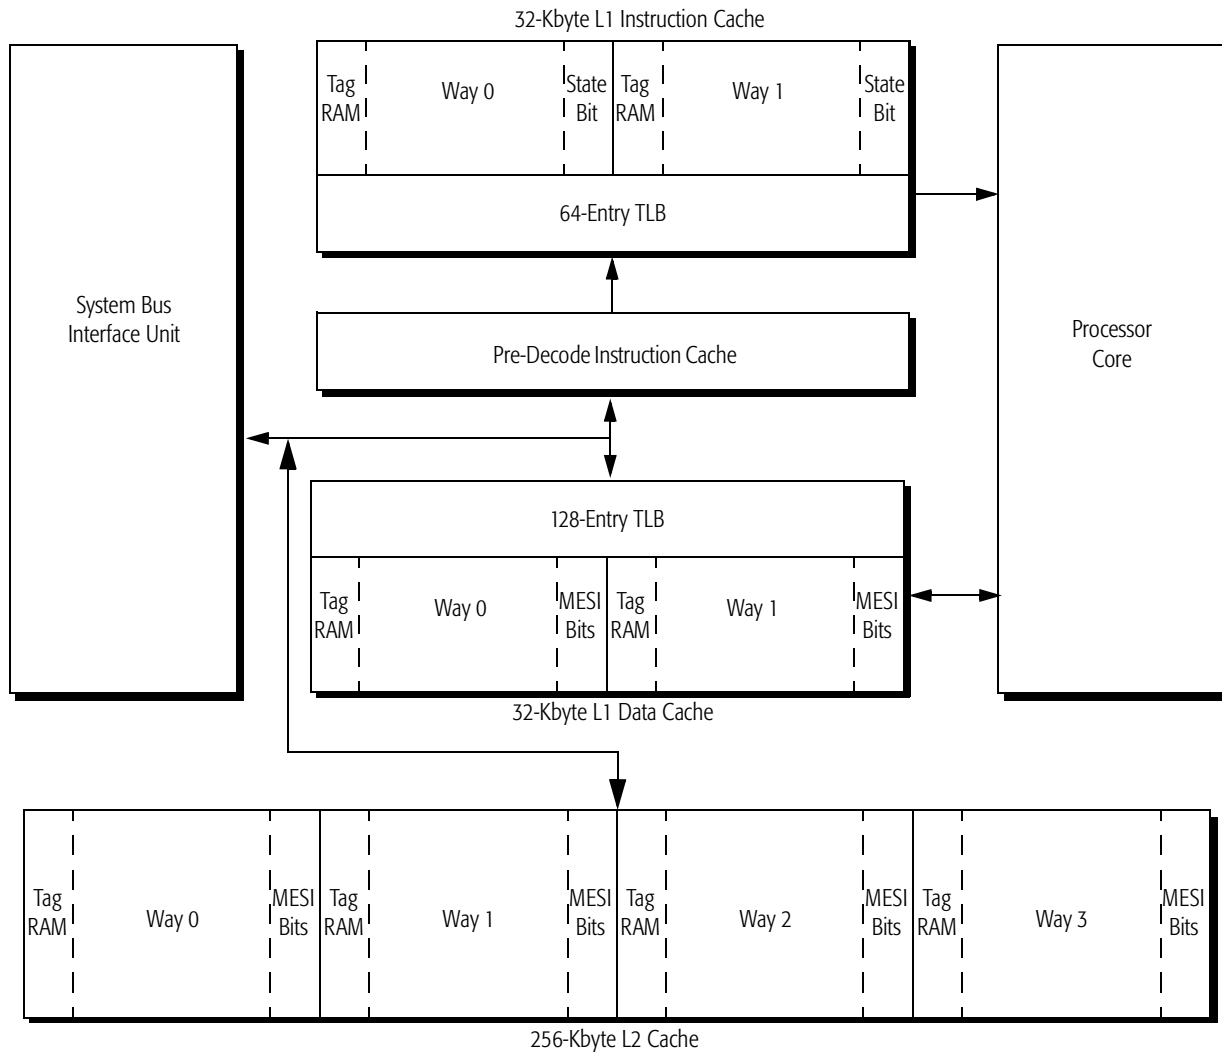 32-Kbyte L1 Instruction Cache
Tag
RAM
Way 0
State
Bit
Tag
RAM
Way 1
State
Bit
64-Entry TLB
System Bus
Interface Unit
Pre-Decode Instruction Cache
Processor
Core
128-Entry TLB
Tag
RAM
Way 0
MESI
Bits
Tag
RAM
Way 1
MESI
Bits
32-Kbyte L1 Data Cache
Tag
RAM
Way 0
MESI
Bits
Tag
RAM
Way 1
MESI
Bits
Tag
RAM
Way 2
MESI
Bits
Tag
RAM
Way 3
MESI
Bits
256-Kbyte L2 Cache